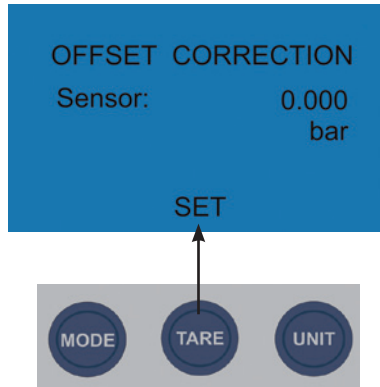 OFFSET CORRECTION
Sensor: 0.000
bar
SET
MODE TARE UNIT